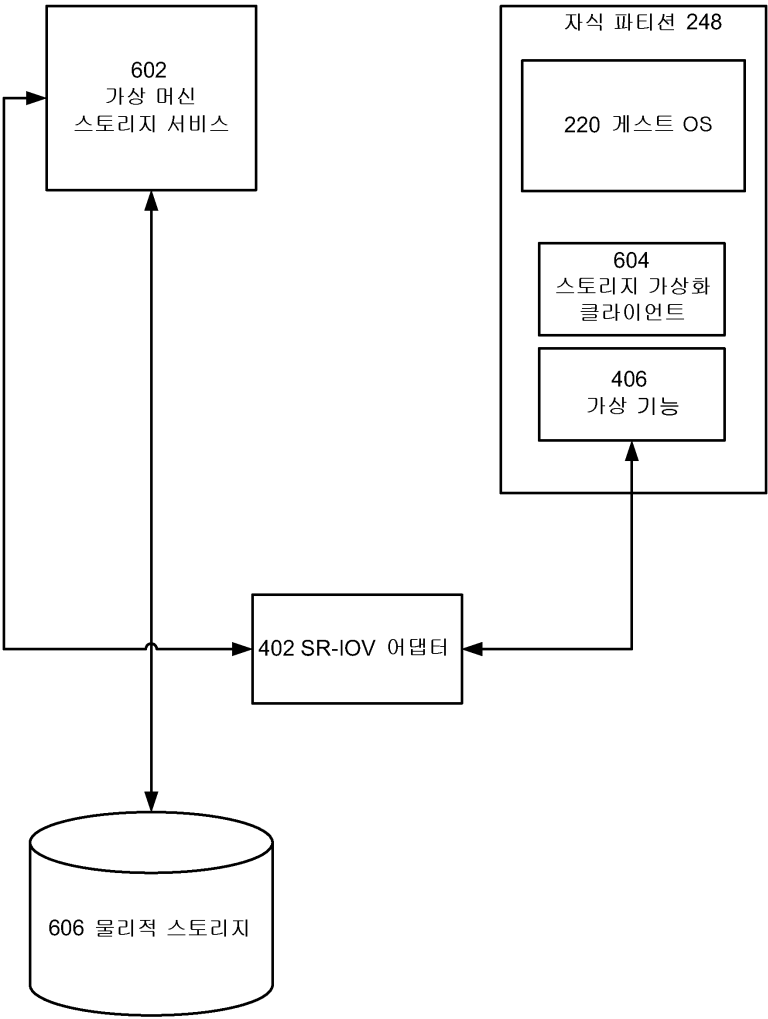 602
가상 머신
스토리지 서비스
자식 파티션 248
220 게스트 OS
604
스토리지 가상화
클라이언트
406
가상 기능
402 SR-IOV 어댑터
606 물리적 스토리지